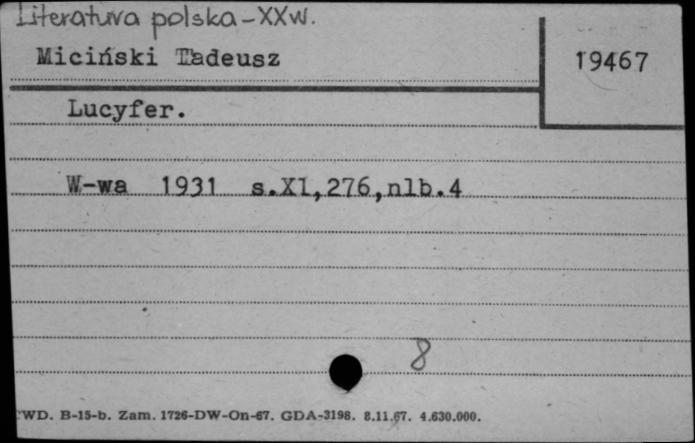 Literatura polska-XXw.
Miciński Tadeusz
19467
Lucyfer.
W-wa 1931 s.XI,276,nlb.4
8
WD. B-15-b. Zam. 1726-DW-On-67. GDA-3198. 8.11.67. 4.630.000.